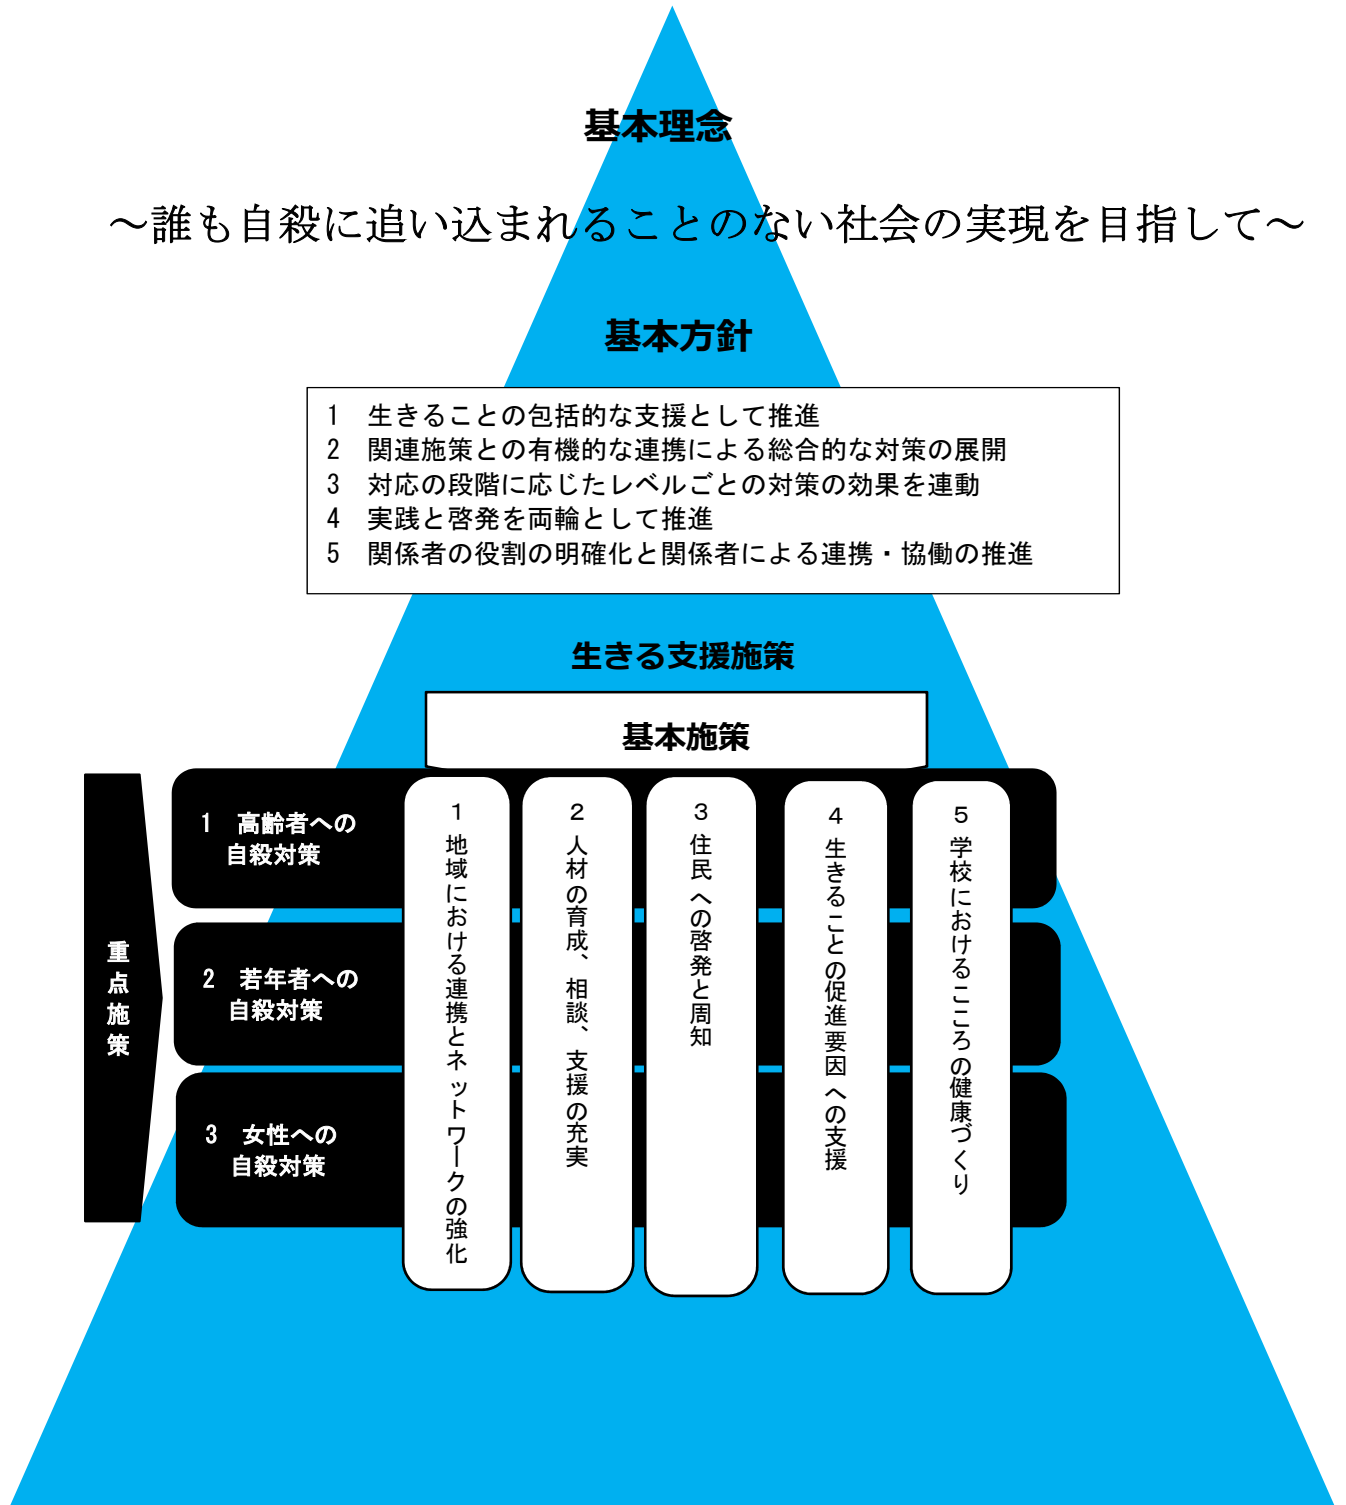 基本理念
～誰も自殺に追い込まれることのない社会の実現を目指して～
基本方針
1　生きることの包括的な支援として推進
2　関連施策との有機的な連携による総合的な対策の展開
3　対応の段階に応じたレベルごとの対策の効果を連動
4　実践と啓発を両輪として推進
5　関係者の役割の明確化と関係者による連携・協働の推進
生きる支援施策
基本施策
重点施策
1　高齢者への
自殺対策
2　若年者への
自殺対策
3　女性への
自殺対策
1　地域における連携とネットワークの強化
2　人材の育成、相談、支援の充実
3　住民への啓発と周知
4　生きることの促進要因への支援
5　学校におけるこころの健康づくり